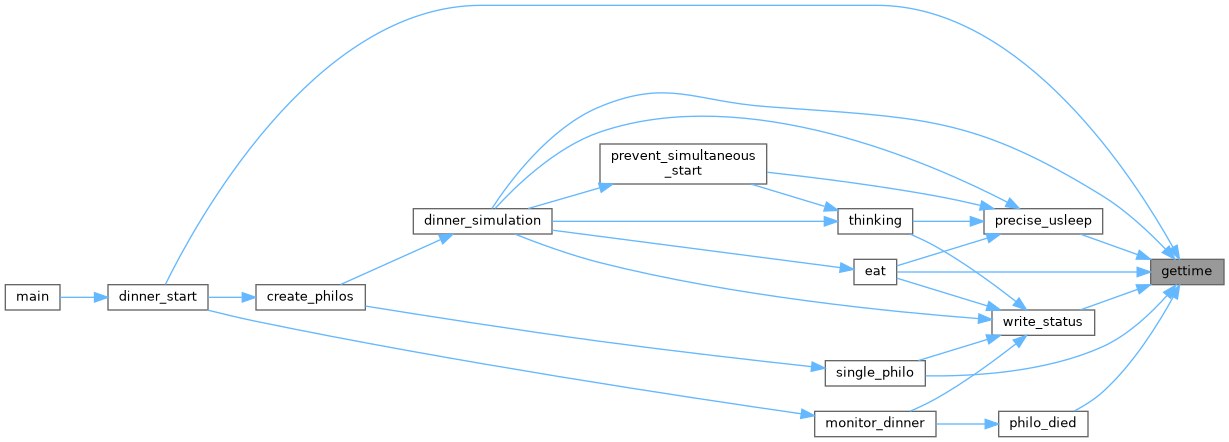 prevent_simultaneous
_start
dinner_simulation
thinking
precise_usleep
eat
gettime
main
dinner_start
create_philos
write_status
single_philo
monitor_dinner
philo_died